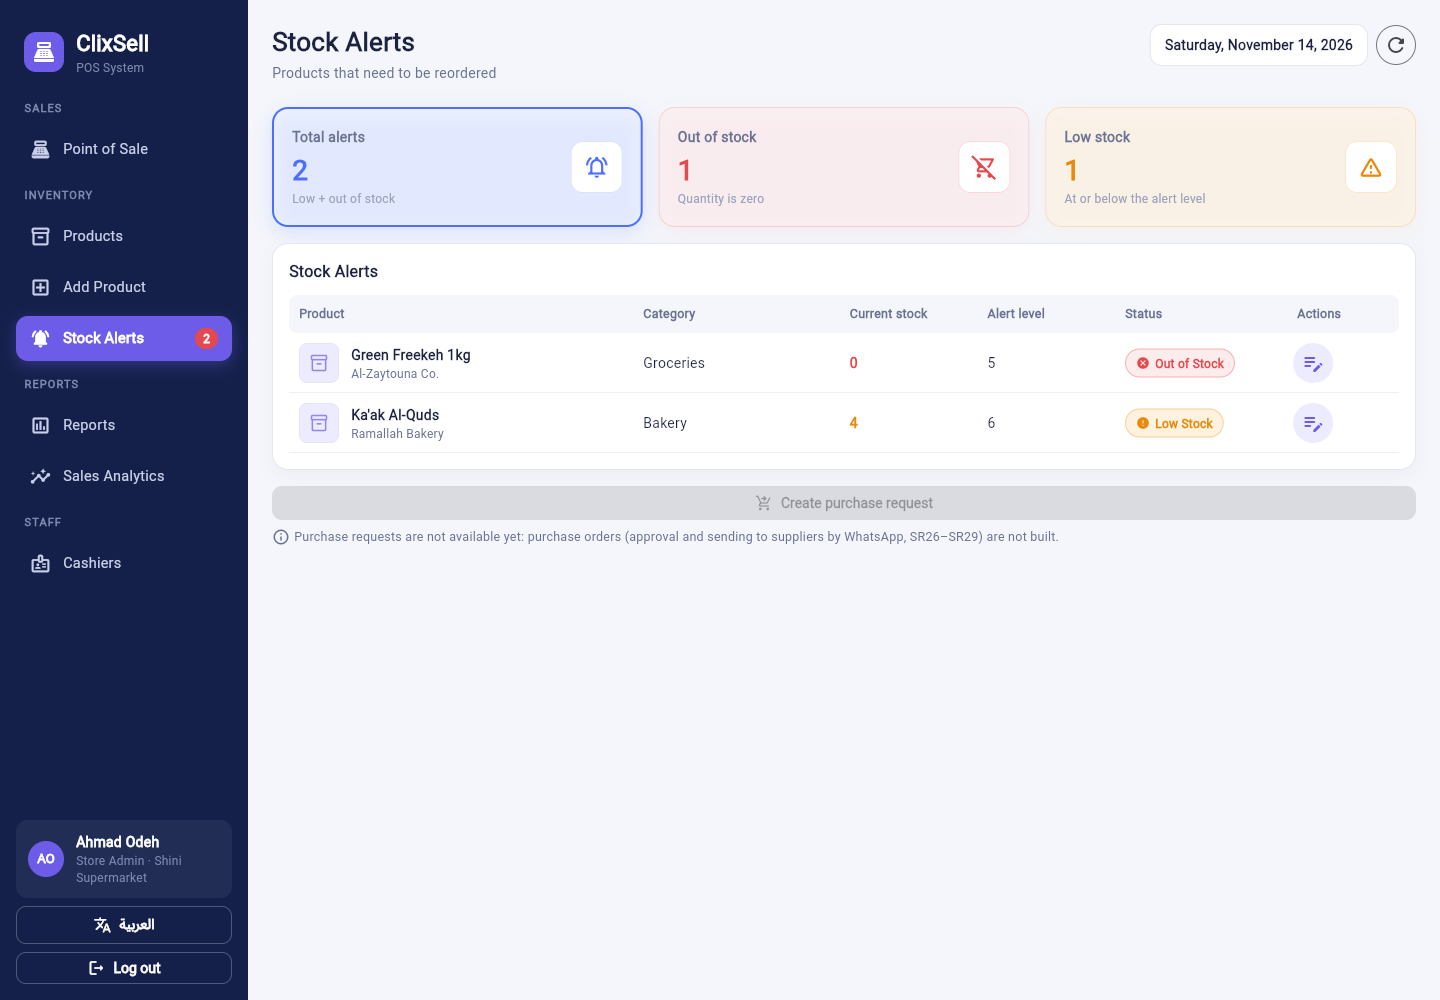 ClixSell
POS System
SALES
Point of Sale
INVENTORY
Products
Add Product
Stock Alerts 2
REPORTS
Reports
Sales Analytics
STAFF
Cashiers
AO
Ahmad Odeh
Store Admin · Shini
Supermarket
العربية
Log out
Stock Alerts
Products that need to be reordered
Saturday, November 14, 2026
Total alerts
2
Low + out of stock
Out of stock
1
Quantity is zero
Low stock
1
At or below the alert level
Stock Alerts
Product Category Current stock Alert level Status Actions
Green Freekeh 1kg
Al-Zaytouna Co.
Groceries 0 5 Out of Stock
Ka'ak Al-Quds
Ramallah Bakery
Bakery 4 6 Low Stock
Create purchase request
Purchase requests are not available yet: purchase orders (approval and sending to suppliers by WhatsApp, SR26–SR29) are not built.